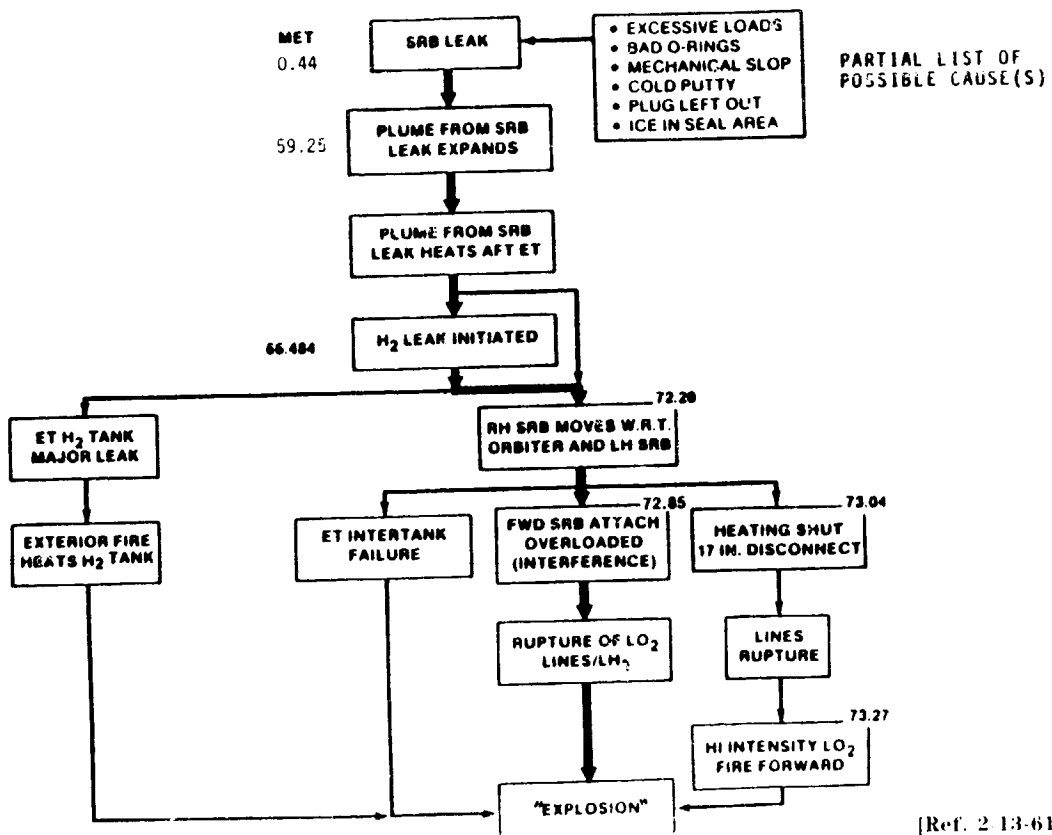 MET
0.44
SRB LEAK
• EXCESSIVE LOADS
• BAD O-RINGS
• MECHANICAL SLOP
• COLD PUTTY
• PLUG LEFT OUT
• ICE IN SEAL AREA
PARTIAL LIST OF
POSSIBLE CAUSE(S)
59.25
PLUME FROM SRB
LEAK EXPANDS
PLUME FROM SRB
LEAK HEATS AFT ET
66.484
H₂ LEAK INITIATED
ET H₂ TANK
MAJOR LEAK
72.20
RH SRB MOVES W.R.T.
ORBITER AND LH SRB
EXTERIOR FIRE
HEATS H₂ TANK
ET INTERTANK
FAILURE
72.85
FWD SRB ATTACH
OVERLOADED
(INTERFERENCE)
73.04
HEATING SHUT
17 IN. DISCONNECT
RUPTURE OF LO₂
LINES/LH₂
LINES
RUPTURE
73.27
HI INTENSITY LO₂
FIRE FORWARD
"EXPLOSION"
[Ref. 2 13-61